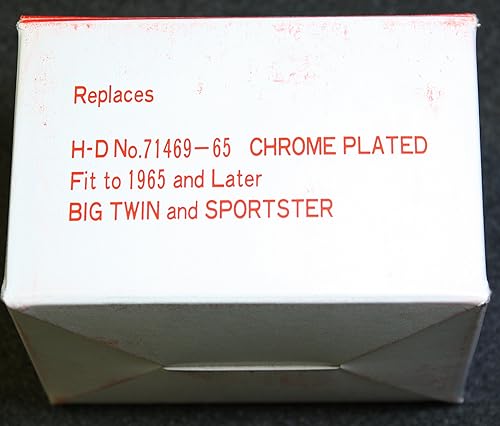 Replaces
H-D No.71469-65 CHROME PLATED
Fit to 1965 and Later
BIG TWIN and SPORTSTER